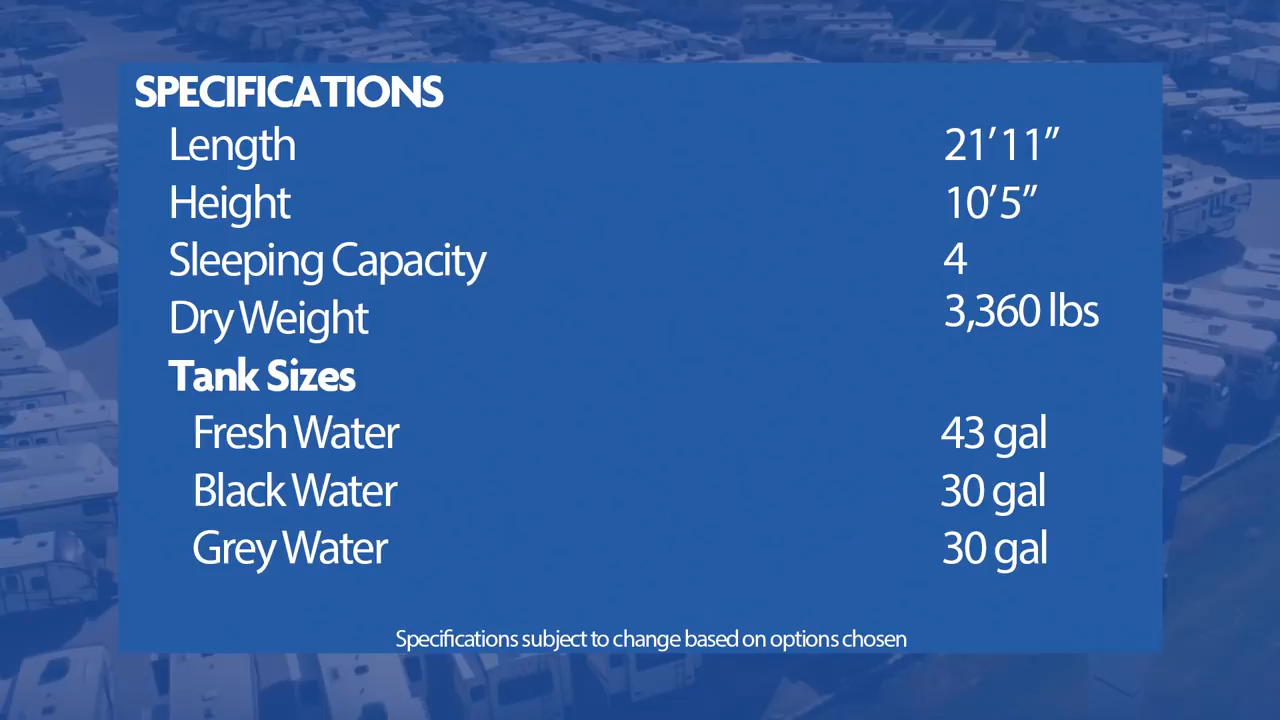 SPECIFICATIONS
Length 21’11”
Height 10’5”
Sleeping Capacity 4
Dry Weight 3,360 lbs
Tank Sizes
Fresh Water 43 gal
Black Water 30 gal
Grey Water 30 gal
Specifications subject to change based on options chosen